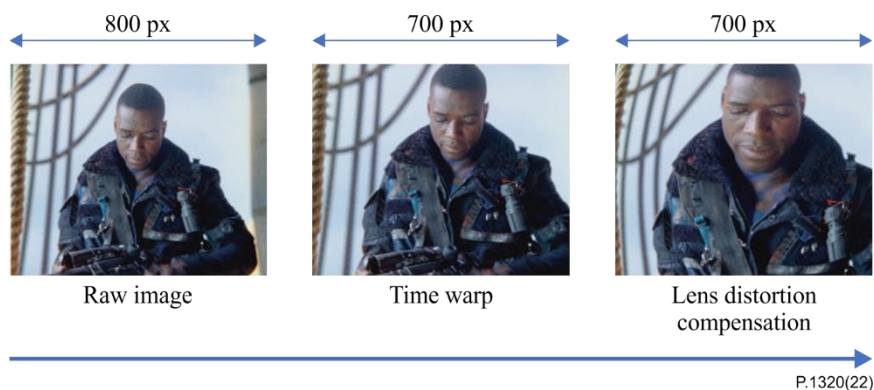 800 px
700 px
700 px
Raw image
Time warp
Lens distortion
compensation
P.1320(22)